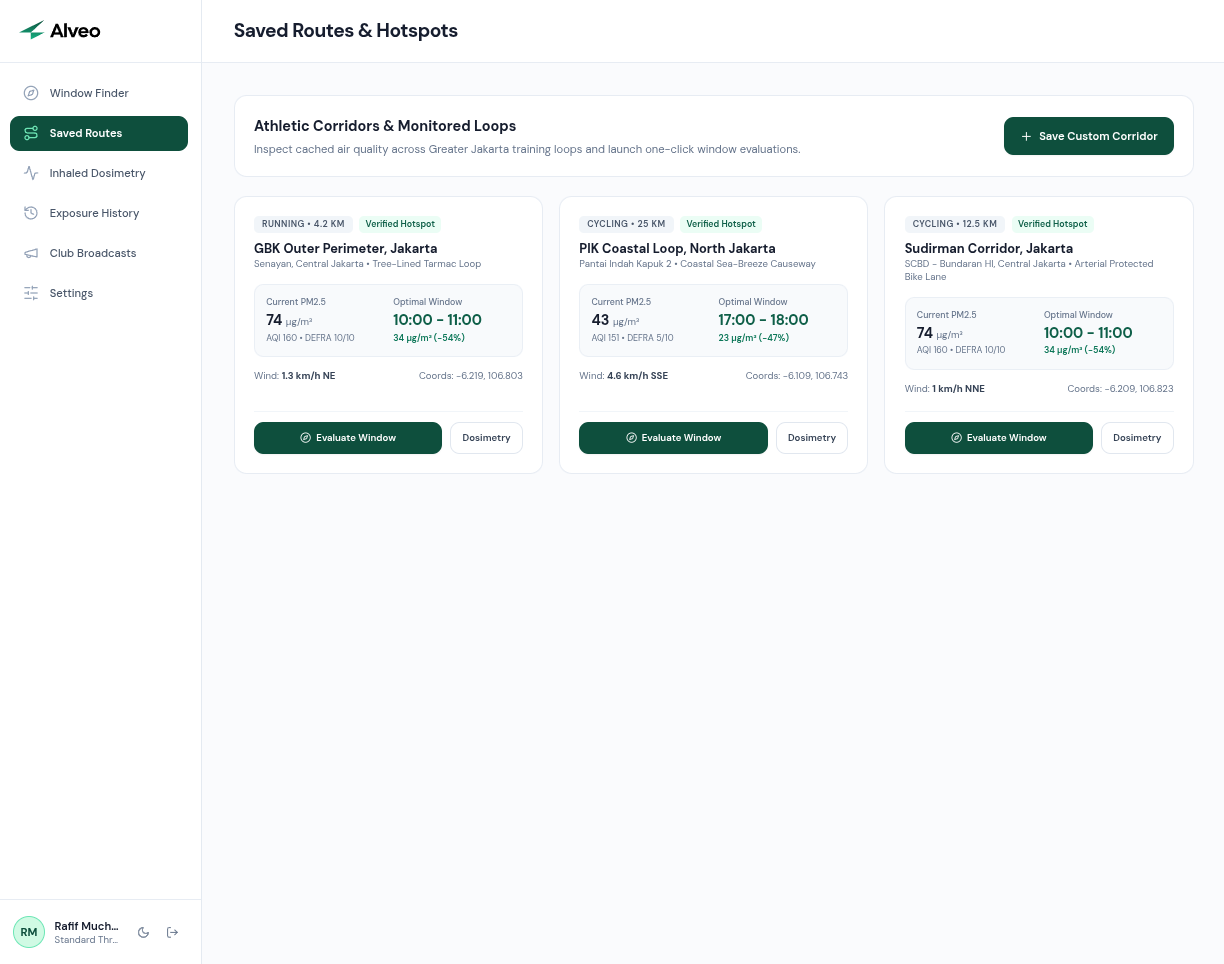 Alveo
Saved Routes & Hotspots
Window Finder
Saved Routes
Inhaled Dosimetry
Exposure History
Club Broadcasts
Settings
Athletic Corridors & Monitored Loops
Inspect cached air quality across Greater Jakarta training loops and launch one-click window evaluations.
+ Save Custom Corridor
RUNNING • 4.2 KM Verified Hotspot
GBK Outer Perimeter, Jakarta
Senayan, Central Jakarta • Tree-Lined Tarmac Loop
Current PM2.5 Optimal Window
74 µg/m³ 10:00 – 11:00
AQI 160 • DEFRA 10/10 34 µg/m³ (-54%)
Wind: 1.3 km/h NE Coords: -6.219, 106.803
Evaluate Window Dosimetry
CYCLING • 25 KM Verified Hotspot
PIK Coastal Loop, North Jakarta
Pantai Indah Kapuk 2 • Coastal Sea-Breeze Causeway
Current PM2.5 Optimal Window
43 µg/m³ 17:00 – 18:00
AQI 151 • DEFRA 5/10 23 µg/m³ (-47%)
Wind: 4.6 km/h SSE Coords: -6.109, 106.743
Evaluate Window Dosimetry
CYCLING • 12.5 KM Verified Hotspot
Sudirman Corridor, Jakarta
SCBD – Bundaran HI, Central Jakarta • Arterial Protected
Bike Lane
Current PM2.5 Optimal Window
74 µg/m³ 10:00 – 11:00
AQI 160 • DEFRA 10/10 34 µg/m³ (-54%)
Wind: 1 km/h NNE Coords: -6.209, 106.823
Evaluate Window Dosimetry
RM
Rafif Much...
Standard Thr...